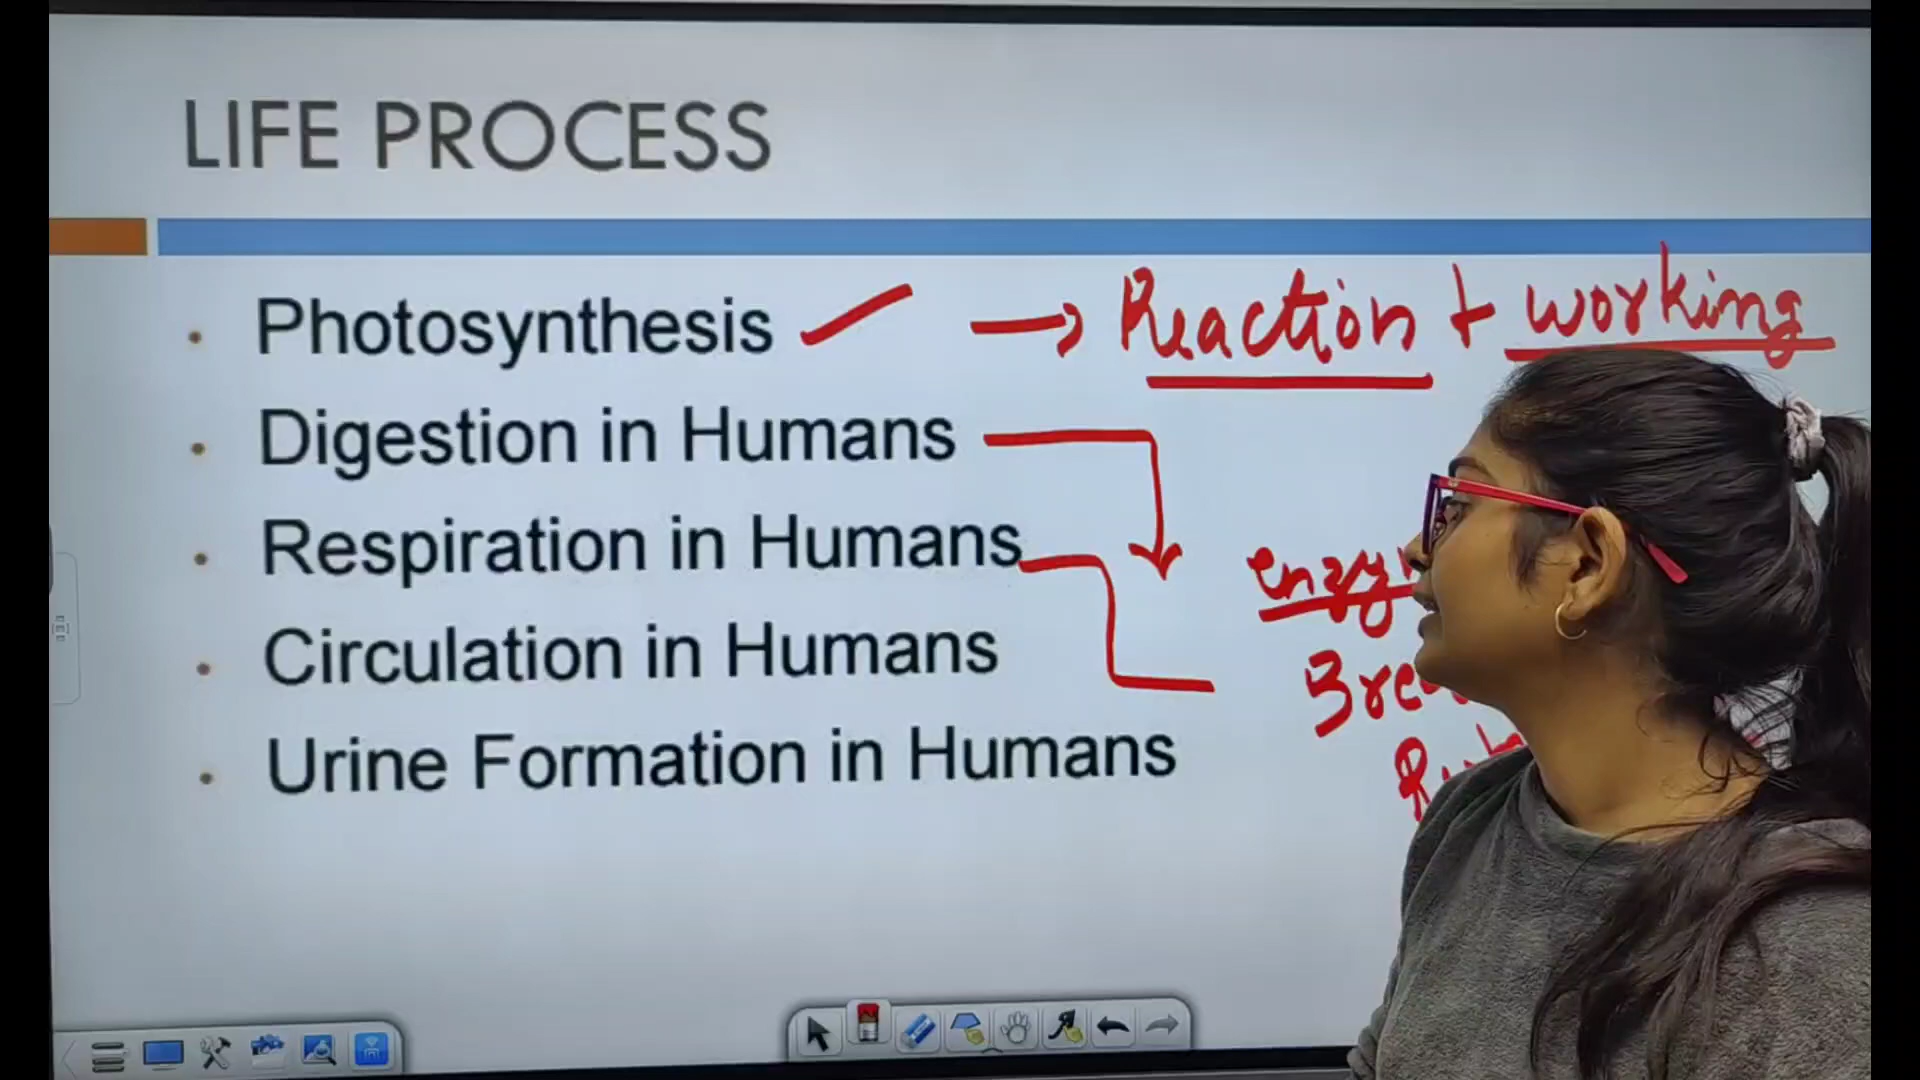 LIFE PROCESS
• Photosynthesis → Reaction + working
• Digestion in Humans
• Respiration in Humans
• Circulation in Humans
• Urine Formation in Humans